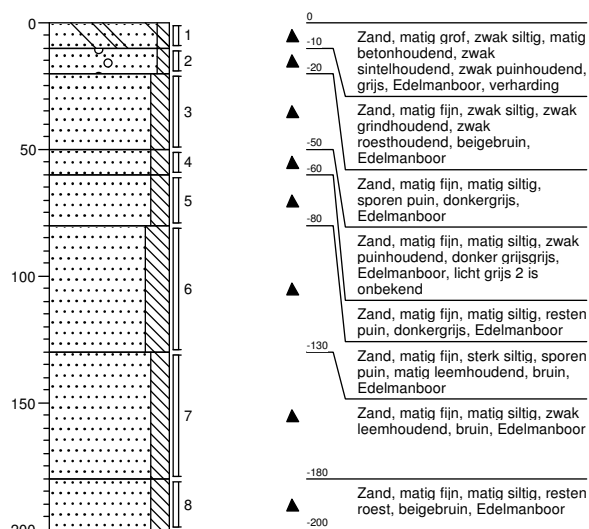 0
50
100
150
200
1
2
3
4
5
6
7
8
0
Zand, matig grof, zwak siltig, matig
betonhoudend, zwak
sintelhoudend, zwak puinhoudend,
grijs, Edelmanboor, verharding
-10
Zand, matig fijn, zwak siltig, zwak
grindhoudend, zwak
roesthoudend, beigebruin,
Edelmanboor
-20
Zand, matig fijn, matig siltig,
sporen puin, donkergrijs,
Edelmanboor
-50
Zand, matig fijn, matig siltig, zwak
puinhoudend, donker grijsgrijs,
Edelmanboor, licht grijs 2 is
onbekend
-60
Zand, matig fijn, matig siltig, resten
puin, donkergrijs, Edelmanboor
-80
Zand, matig fijn, sterk siltig, sporen
puin, matig leemhoudend, bruin,
Edelmanboor
-130
Zand, matig fijn, matig siltig, zwak
leemhoudend, bruin, Edelmanboor
-180
Zand, matig fijn, matig siltig, resten
roest, beigebruin, Edelmanboor
-200